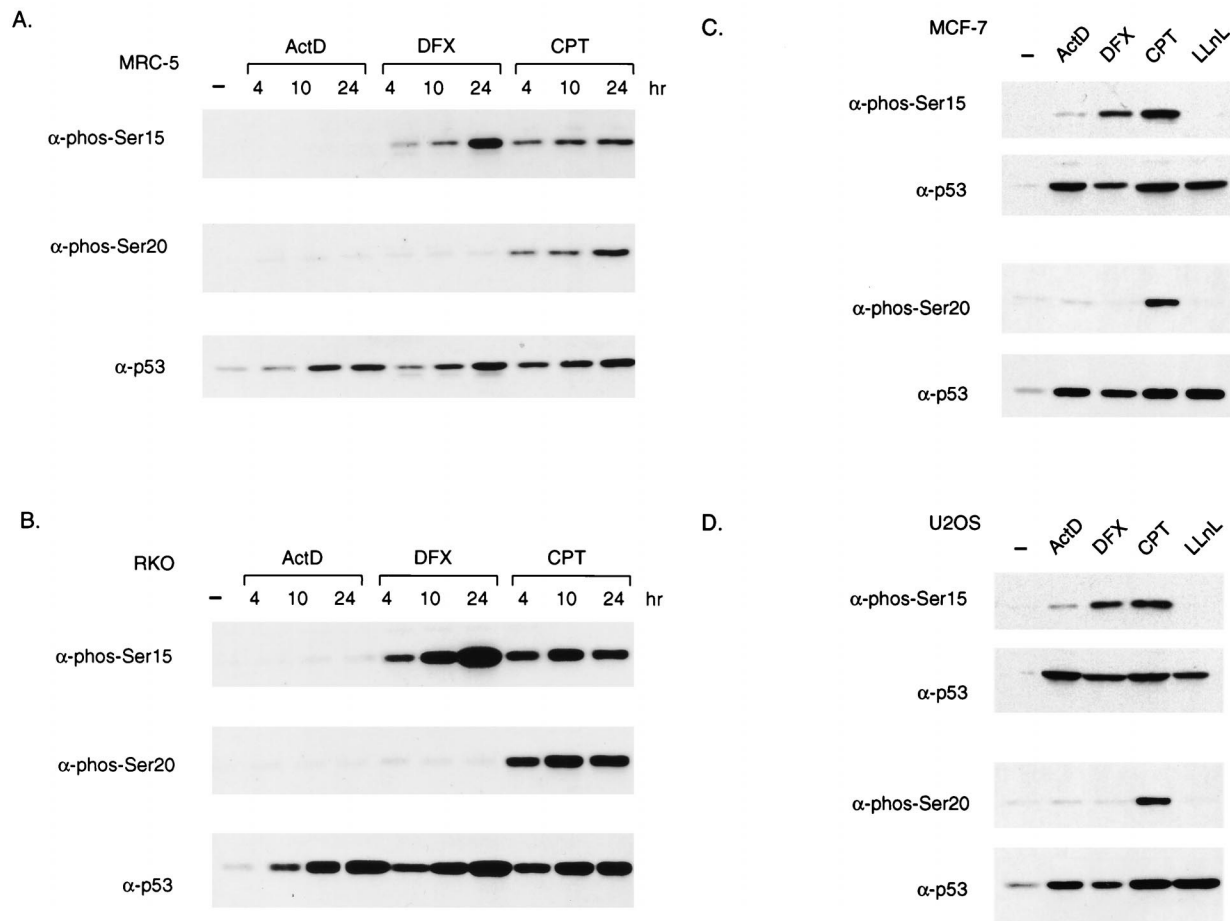 A.
MRC-5
ActD DFX CPT
– 4 10 24 4 10 24 4 10 24 hr
α-phos-Ser15
α-phos-Ser20
α-p53
B.
RKO
ActD DFX CPT
– 4 10 24 4 10 24 4 10 24 hr
α-phos-Ser15
α-phos-Ser20
α-p53
C.
MCF-7
– ActD DFX CPT LLnL
α-phos-Ser15
α-p53
α-phos-Ser20
α-p53
D.
U2OS
– ActD DFX CPT LLnL
α-phos-Ser15
α-p53
α-phos-Ser20
α-p53